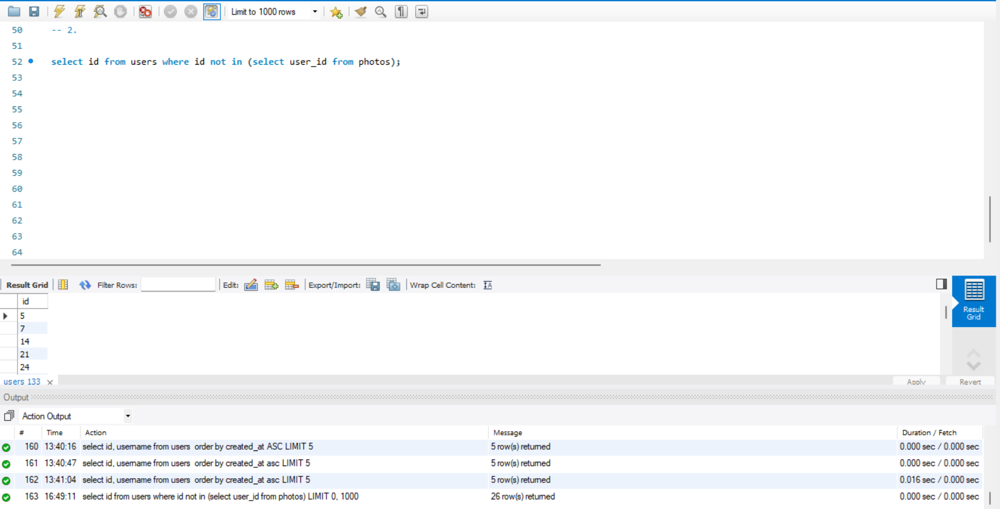 Limit to 1000 rows
50 -- 2.
51
52 select id from users where id not in (select user_id from photos);
53
54
55
56
57
58
59
60
61
62
63
64
Result Grid Filter Rows: Edit: Export/Import: Wrap Cell Content:
Result Grid
id
5
7
14
21
24
users 133
Apply Revert
Output
Action Output
# Time Action Message Duration / Fetch
160 13:40:16 select id, username from users order by created_at ASC LIMIT 5 5 row(s) returned 0.000 sec / 0.000 sec
161 13:40:47 select id, username from users order by created_at asc LIMIT 5 5 row(s) returned 0.000 sec / 0.000 sec
162 13:41:04 select id, username from users order by created_at asc LIMIT 5 5 row(s) returned 0.016 sec / 0.000 sec
163 16:49:11 select id from users where id not in (select user_id from photos) LIMIT 0, 1000 26 row(s) returned 0.000 sec / 0.000 sec